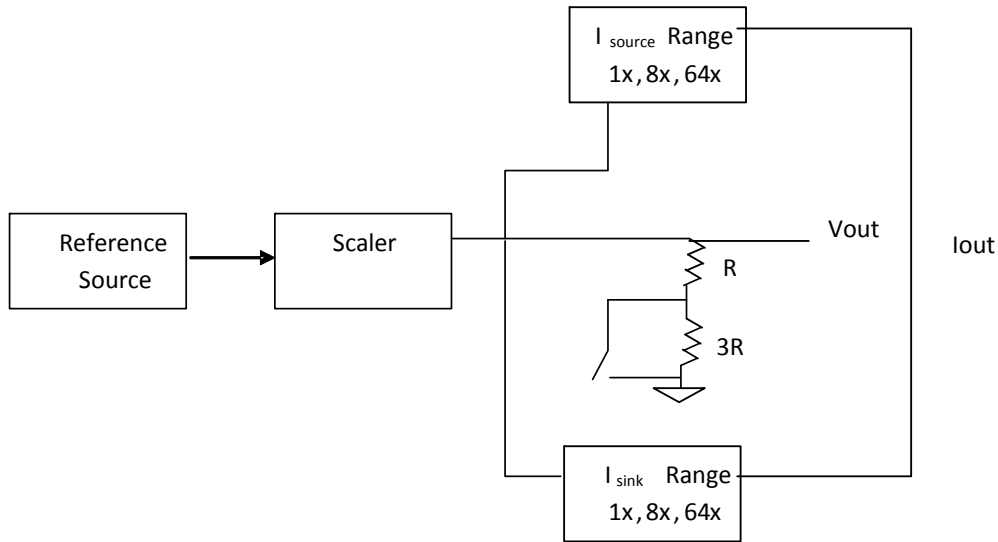 I source Range
1x, 8x, 64x
Reference
Source
Scaler
Vout
Iout
R
3R
I sink Range
1x, 8x, 64x